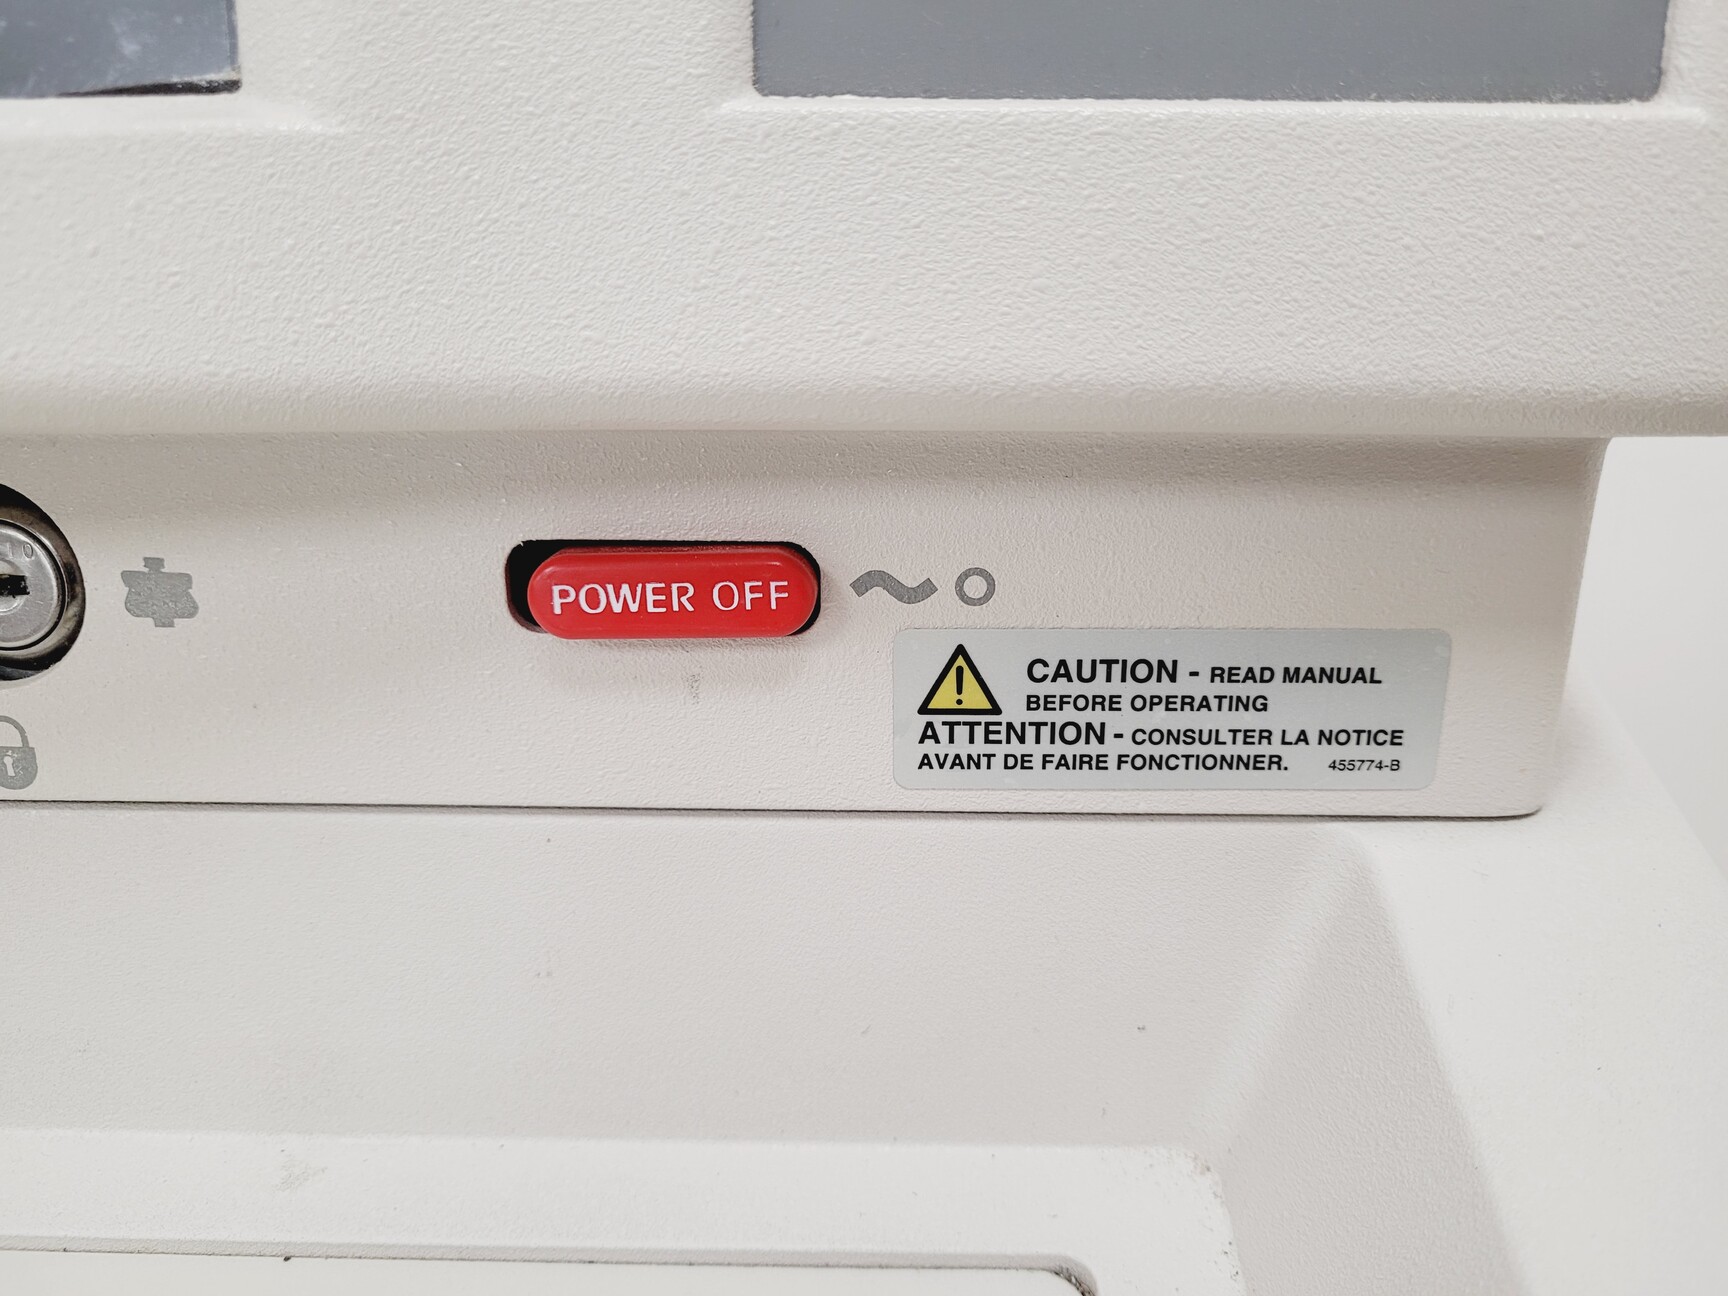 POWER OFF
CAUTION - READ MANUAL
BEFORE OPERATING
ATTENTION - CONSULTER LA NOTICE
AVANT DE FAIRE FONCTIONNER. 455774-B